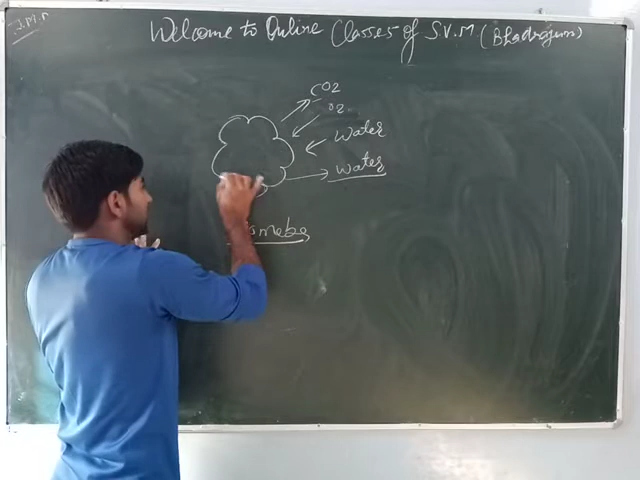 Welcome to Online Classes of S.V.M (Bhadrajun)
CO2
O2
Water
Water